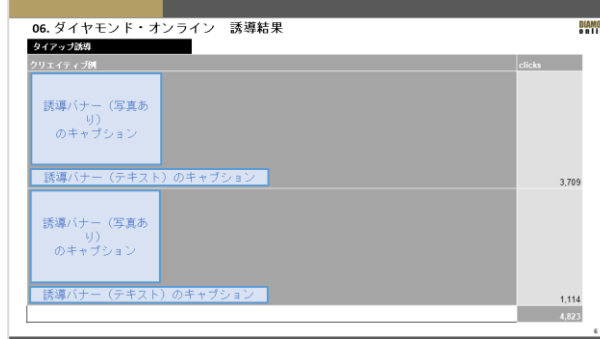 06. ダイヤモンド・オンライン　誘導結果
DIAMO
onli
タイアップ誘導
クリエイティブ例
clicks
誘導バナー（写真あ
り）
のキャプション
誘導バナー（テキスト）のキャプション
3,709
誘導バナー（写真あ
り）
のキャプション
誘導バナー（テキスト）のキャプション
1,114
4,823
6